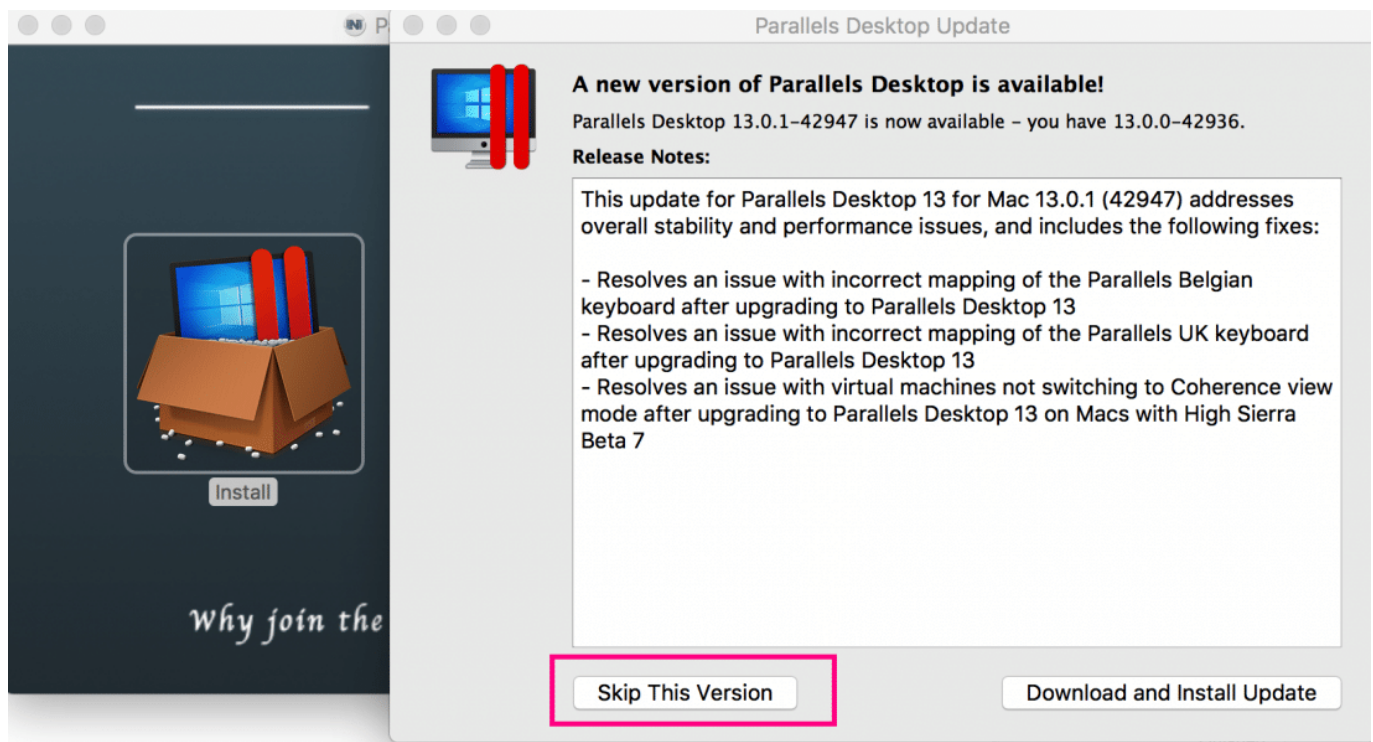 P
Parallels Desktop Update
Install
Why join the
A new version of Parallels Desktop is available!
Parallels Desktop 13.0.1-42947 is now available – you have 13.0.0-42936.
Release Notes:
This update for Parallels Desktop 13 for Mac 13.0.1 (42947) addresses
overall stability and performance issues, and includes the following fixes:
- Resolves an issue with incorrect mapping of the Parallels Belgian
keyboard after upgrading to Parallels Desktop 13
- Resolves an issue with incorrect mapping of the Parallels UK keyboard
after upgrading to Parallels Desktop 13
- Resolves an issue with virtual machines not switching to Coherence view
mode after upgrading to Parallels Desktop 13 on Macs with High Sierra
Beta 7
Skip This Version
Download and Install Update